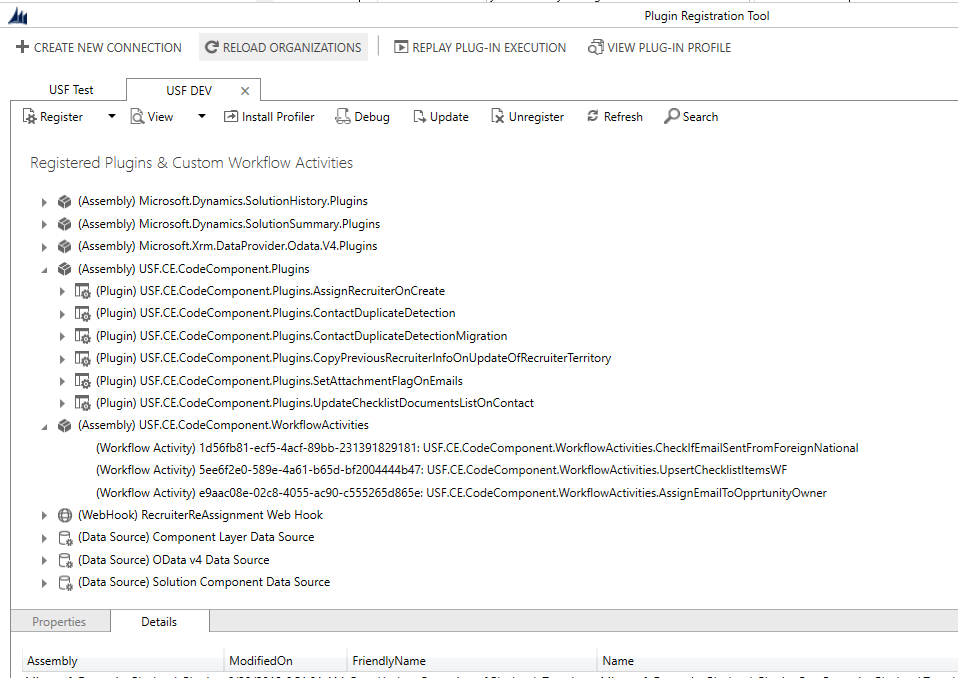 Plugin Registration Tool
CREATE NEW CONNECTION RELOAD ORGANIZATIONS REPLAY PLUG-IN EXECUTION VIEW PLUG-IN PROFILE
USF Test USF DEV
Register View Install Profiler Debug Update Unregister Refresh Search
Registered Plugins & Custom Workflow Activities
(Assembly) Microsoft.Dynamics.SolutionHistory.Plugins
(Assembly) Microsoft.Dynamics.SolutionSummary.Plugins
(Assembly) Microsoft.Xrm.DataProvider.Odata.V4.Plugins
(Assembly) USF.CE.CodeComponent.Plugins
(Plugin) USF.CE.CodeComponent.Plugins.AssignRecruiterOnCreate
(Plugin) USF.CE.CodeComponent.Plugins.ContactDuplicateDetection
(Plugin) USF.CE.CodeComponent.Plugins.ContactDuplicateDetectionMigration
(Plugin) USF.CE.CodeComponent.Plugins.CopyPreviousRecruiterInfoOnUpdateOfRecruiterTerritory
(Plugin) USF.CE.CodeComponent.Plugins.SetAttachmentFlagOnEmails
(Plugin) USF.CE.CodeComponent.Plugins.UpdateChecklistDocumentsListOnContact
(Assembly) USF.CE.CodeComponent.WorkflowActivities
(Workflow Activity) 1d56fb81-ecf5-4acf-89bb-231391829181: USF.CE.CodeComponent.WorkflowActivities.CheckIfEmailSentFromForeignNational
(Workflow Activity) 5ee6f2e0-589e-4a61-b65d-bf2004444b47: USF.CE.CodeComponent.WorkflowActivities.UpsertChecklistItemsWF
(Workflow Activity) e9aac08e-02c8-4055-ac90-c555265d865e: USF.CE.CodeComponent.WorkflowActivities.AssignEmailToOpprtunityOwner
(WebHook) RecruiterReAssignment Web Hook
(Data Source) Component Layer Data Source
(Data Source) OData v4 Data Source
(Data Source) Solution Component Data Source
Properties Details
Assembly ModifiedOn FriendlyName Name